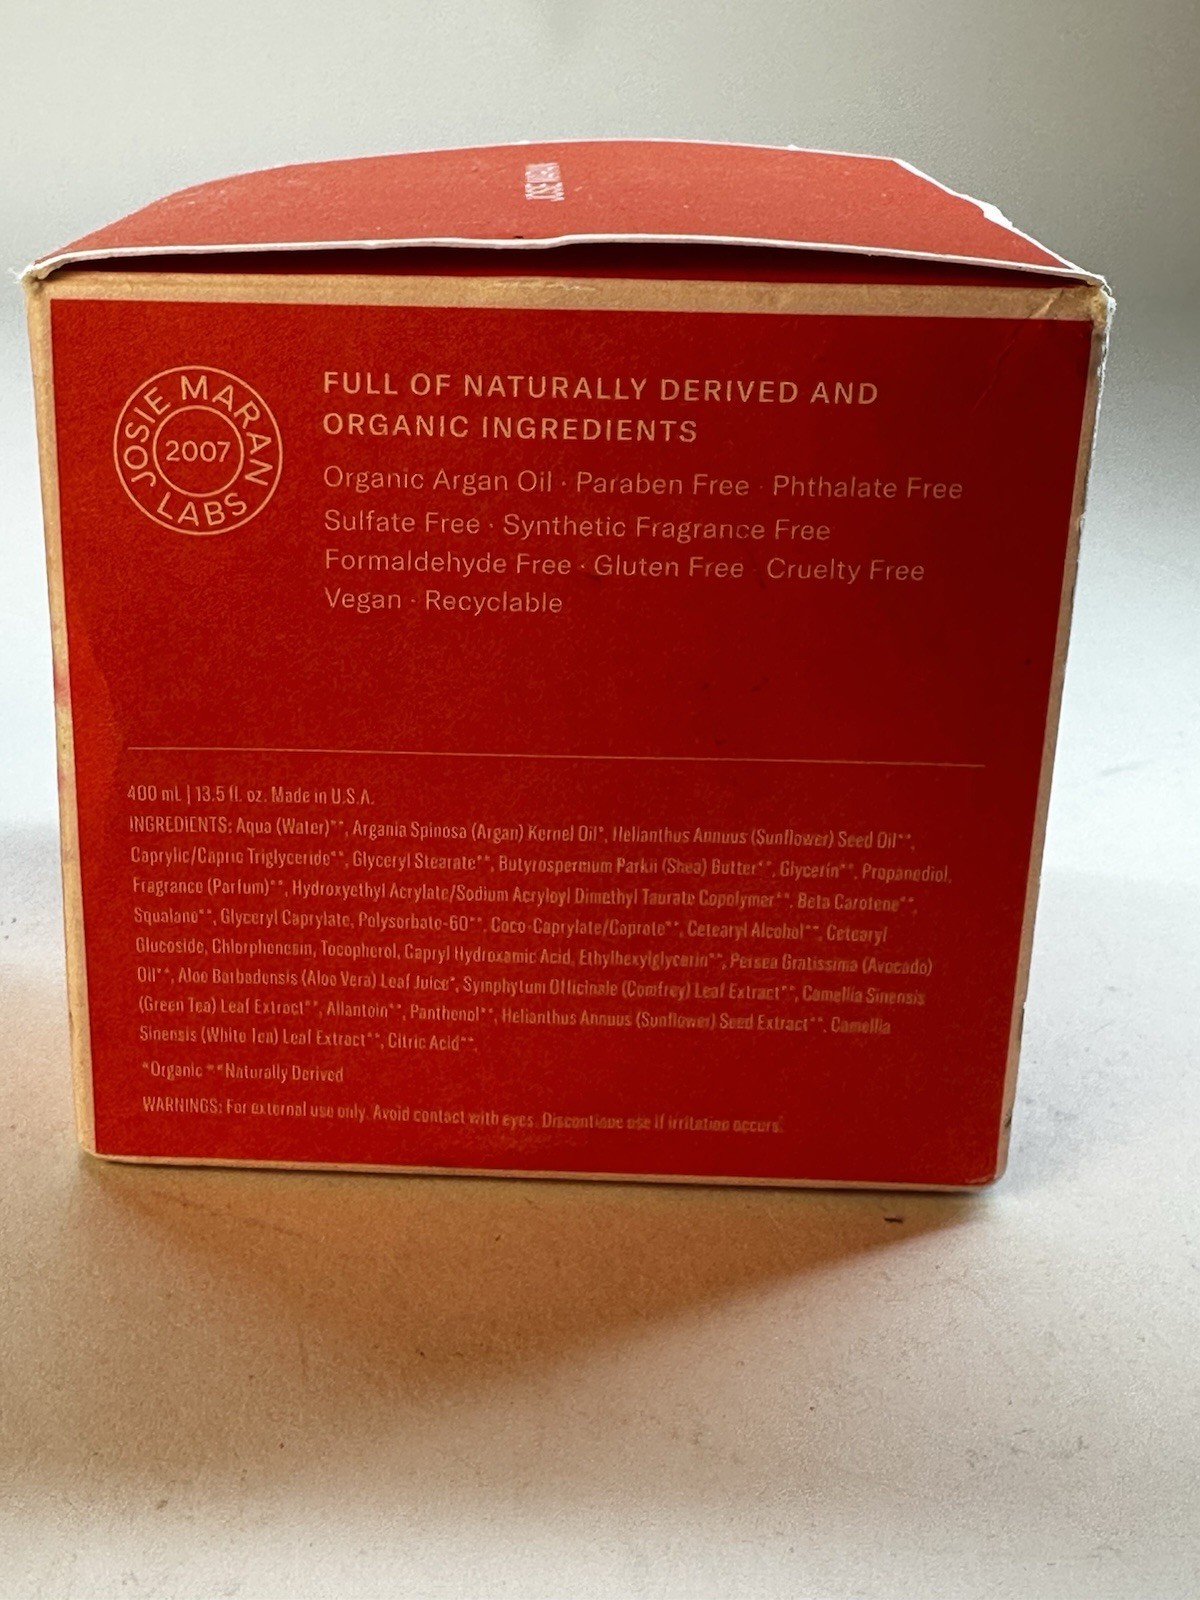 JOSIE MARAN
JOSIE MARAN LABS
2007
FULL OF NATURALLY DERIVED AND
ORGANIC INGREDIENTS
Organic Argan Oil · Paraben Free · Phthalate Free
Sulfate Free · Synthetic Fragrance Free
Formaldehyde Free · Gluten Free · Cruelty Free
Vegan · Recyclable
400 mL | 13.5 fl. oz. Made in U.S.A.
INGREDIENTS: Aqua (Water)**, Argania Spinosa (Argan) Kernel Oil*, Helianthus Annuus (Sunflower) Seed Oil**,
Caprylic/Capric Triglyceride**, Glyceryl Stearate**, Butyrospermum Parkii (Shea) Butter**, Glycerin**, Propanediol,
Fragrance (Parfum)**, Hydroxyethyl Acrylate/Sodium Acryloyl Dimethyl Taurate Copolymer**, Beta Carotene**,
Squalane**, Glyceryl Caprylate, Polysorbate-60**, Coco-Caprylate/Caprate**, Cetearyl Alcohol**, Cetearyl
Glucoside, Chlorphenesin, Tocopherol, Capryl Hydroxamic Acid, Ethylhexylglycerin**, Persea Gratissima (Avocado)
Oil**, Aloe Barbadensis (Aloe Vera) Leaf Juice*, Symphytum Officinale (Comfrey) Leaf Extract**, Camellia Sinensis
(Green Tea) Leaf Extract**, Allantoin**, Panthenol**, Helianthus Annuus (Sunflower) Seed Extract**, Camellia
Sinensis (White Tea) Leaf Extract**, Citric Acid**.
*Organic **Naturally Derived
WARNINGS: For external use only. Avoid contact with eyes. Discontinue use if irritation occurs.